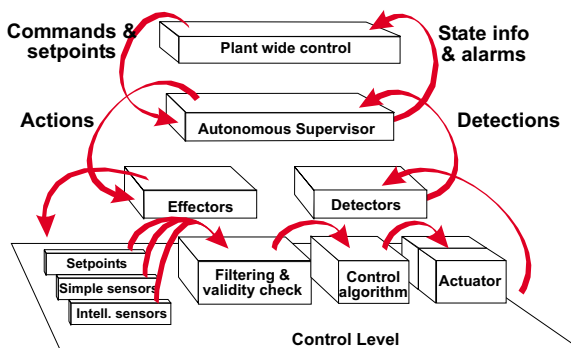 Commands &
setpoints
Plant wide control
State info
& alarms
Actions
Autonomous Supervisor
Detections
Effectors
Detectors
Setpoints
Simple sensors
Intell. sensors
Filtering &
validity check
Control
algorithm
Actuator
Control Level